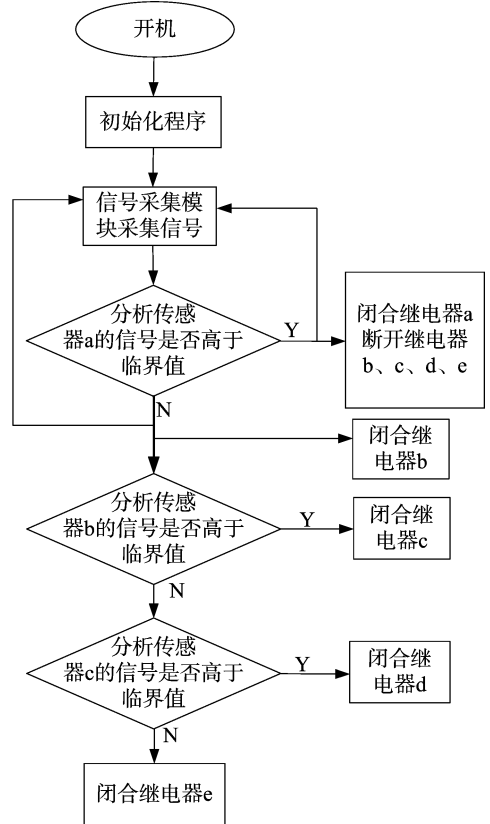 开机
初始化程序
信号采集模
块采集信号
分析传感
器a的信号是否高于
临界值
Y
闭合继电器a
断开继电器
b、c、d、e
N
闭合继
电器b
分析传感
器b的信号是否高于
临界值
Y
闭合继
电器c
N
分析传感
器c的信号是否高于
临界值
Y
闭合继
电器d
N
闭合继电器e